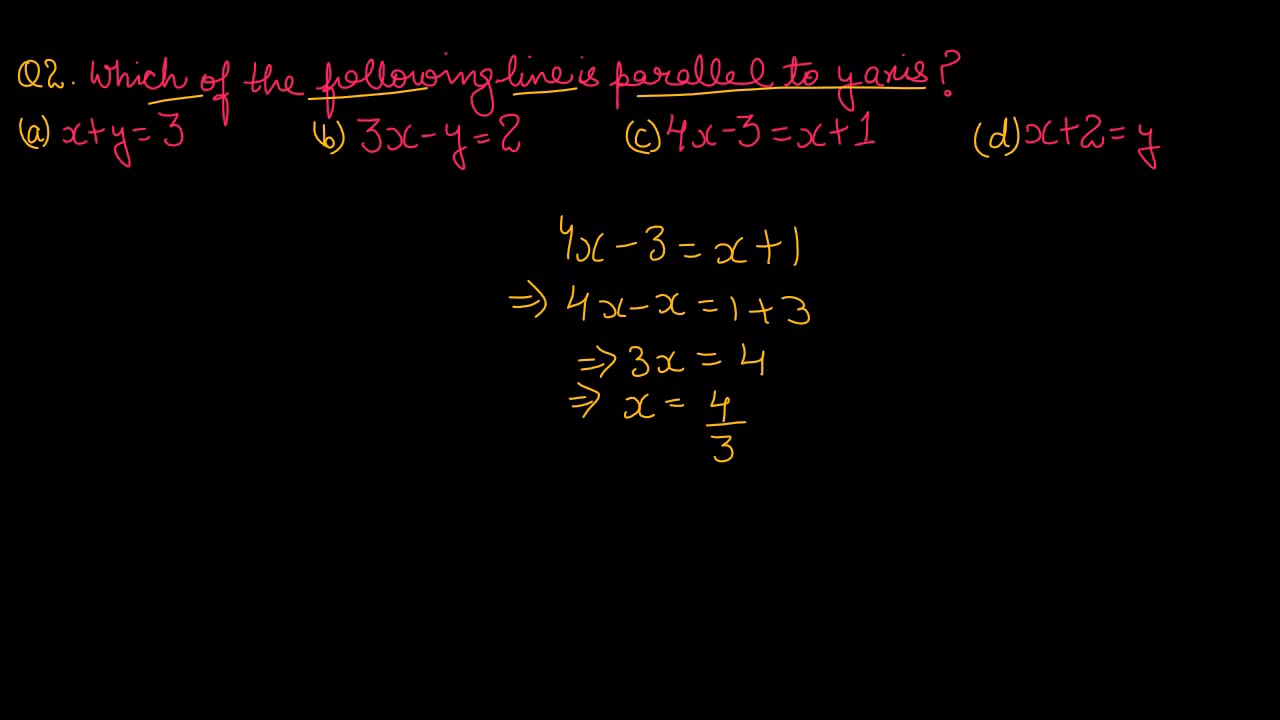 Q2. Which of the following line is parallel to y axis?
(a) x+y=3 (b) 3x-y=2 (c) 4x-3=x+1 (d) x+2=y
4x-3=x+1
⇒ 4x-x=1+3
⇒ 3x=4
⇒ x=4/3